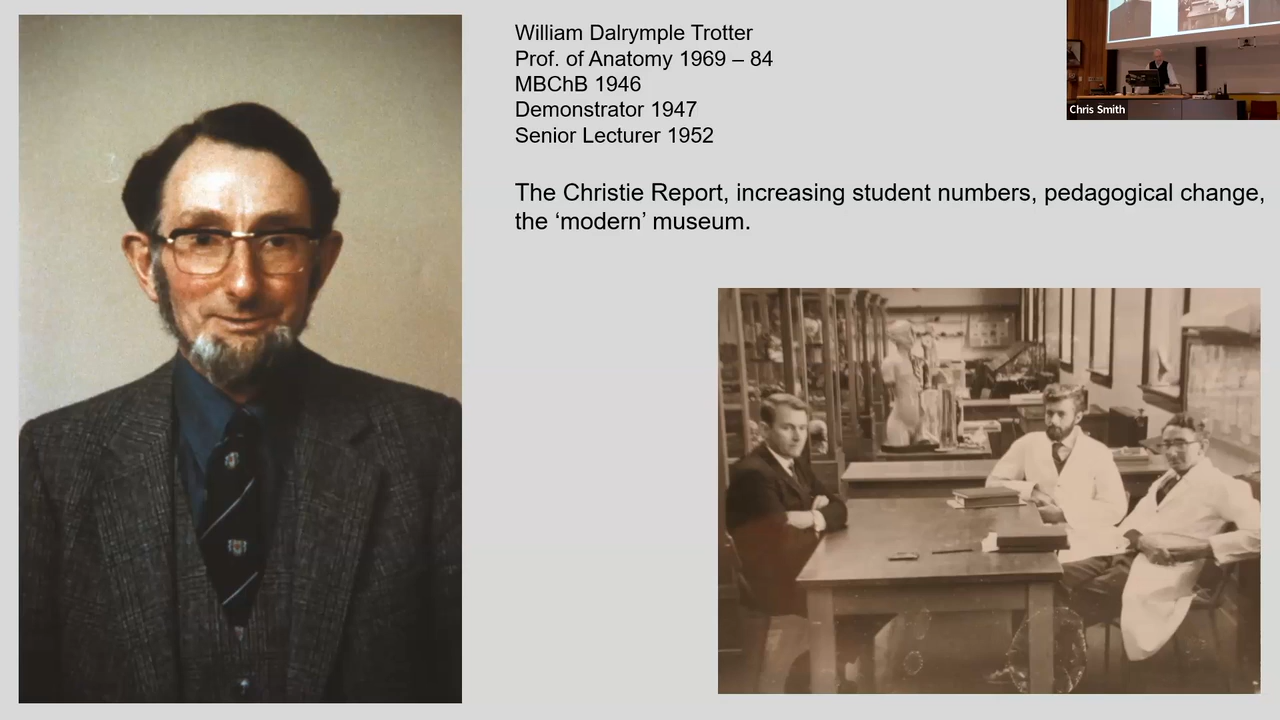 William Dalrymple Trotter
Prof. of Anatomy 1969 – 84
MBChB 1946
Demonstrator 1947
Senior Lecturer 1952
The Christie Report, increasing student numbers, pedagogical change,
the ‘modern’ museum.
Chris Smith